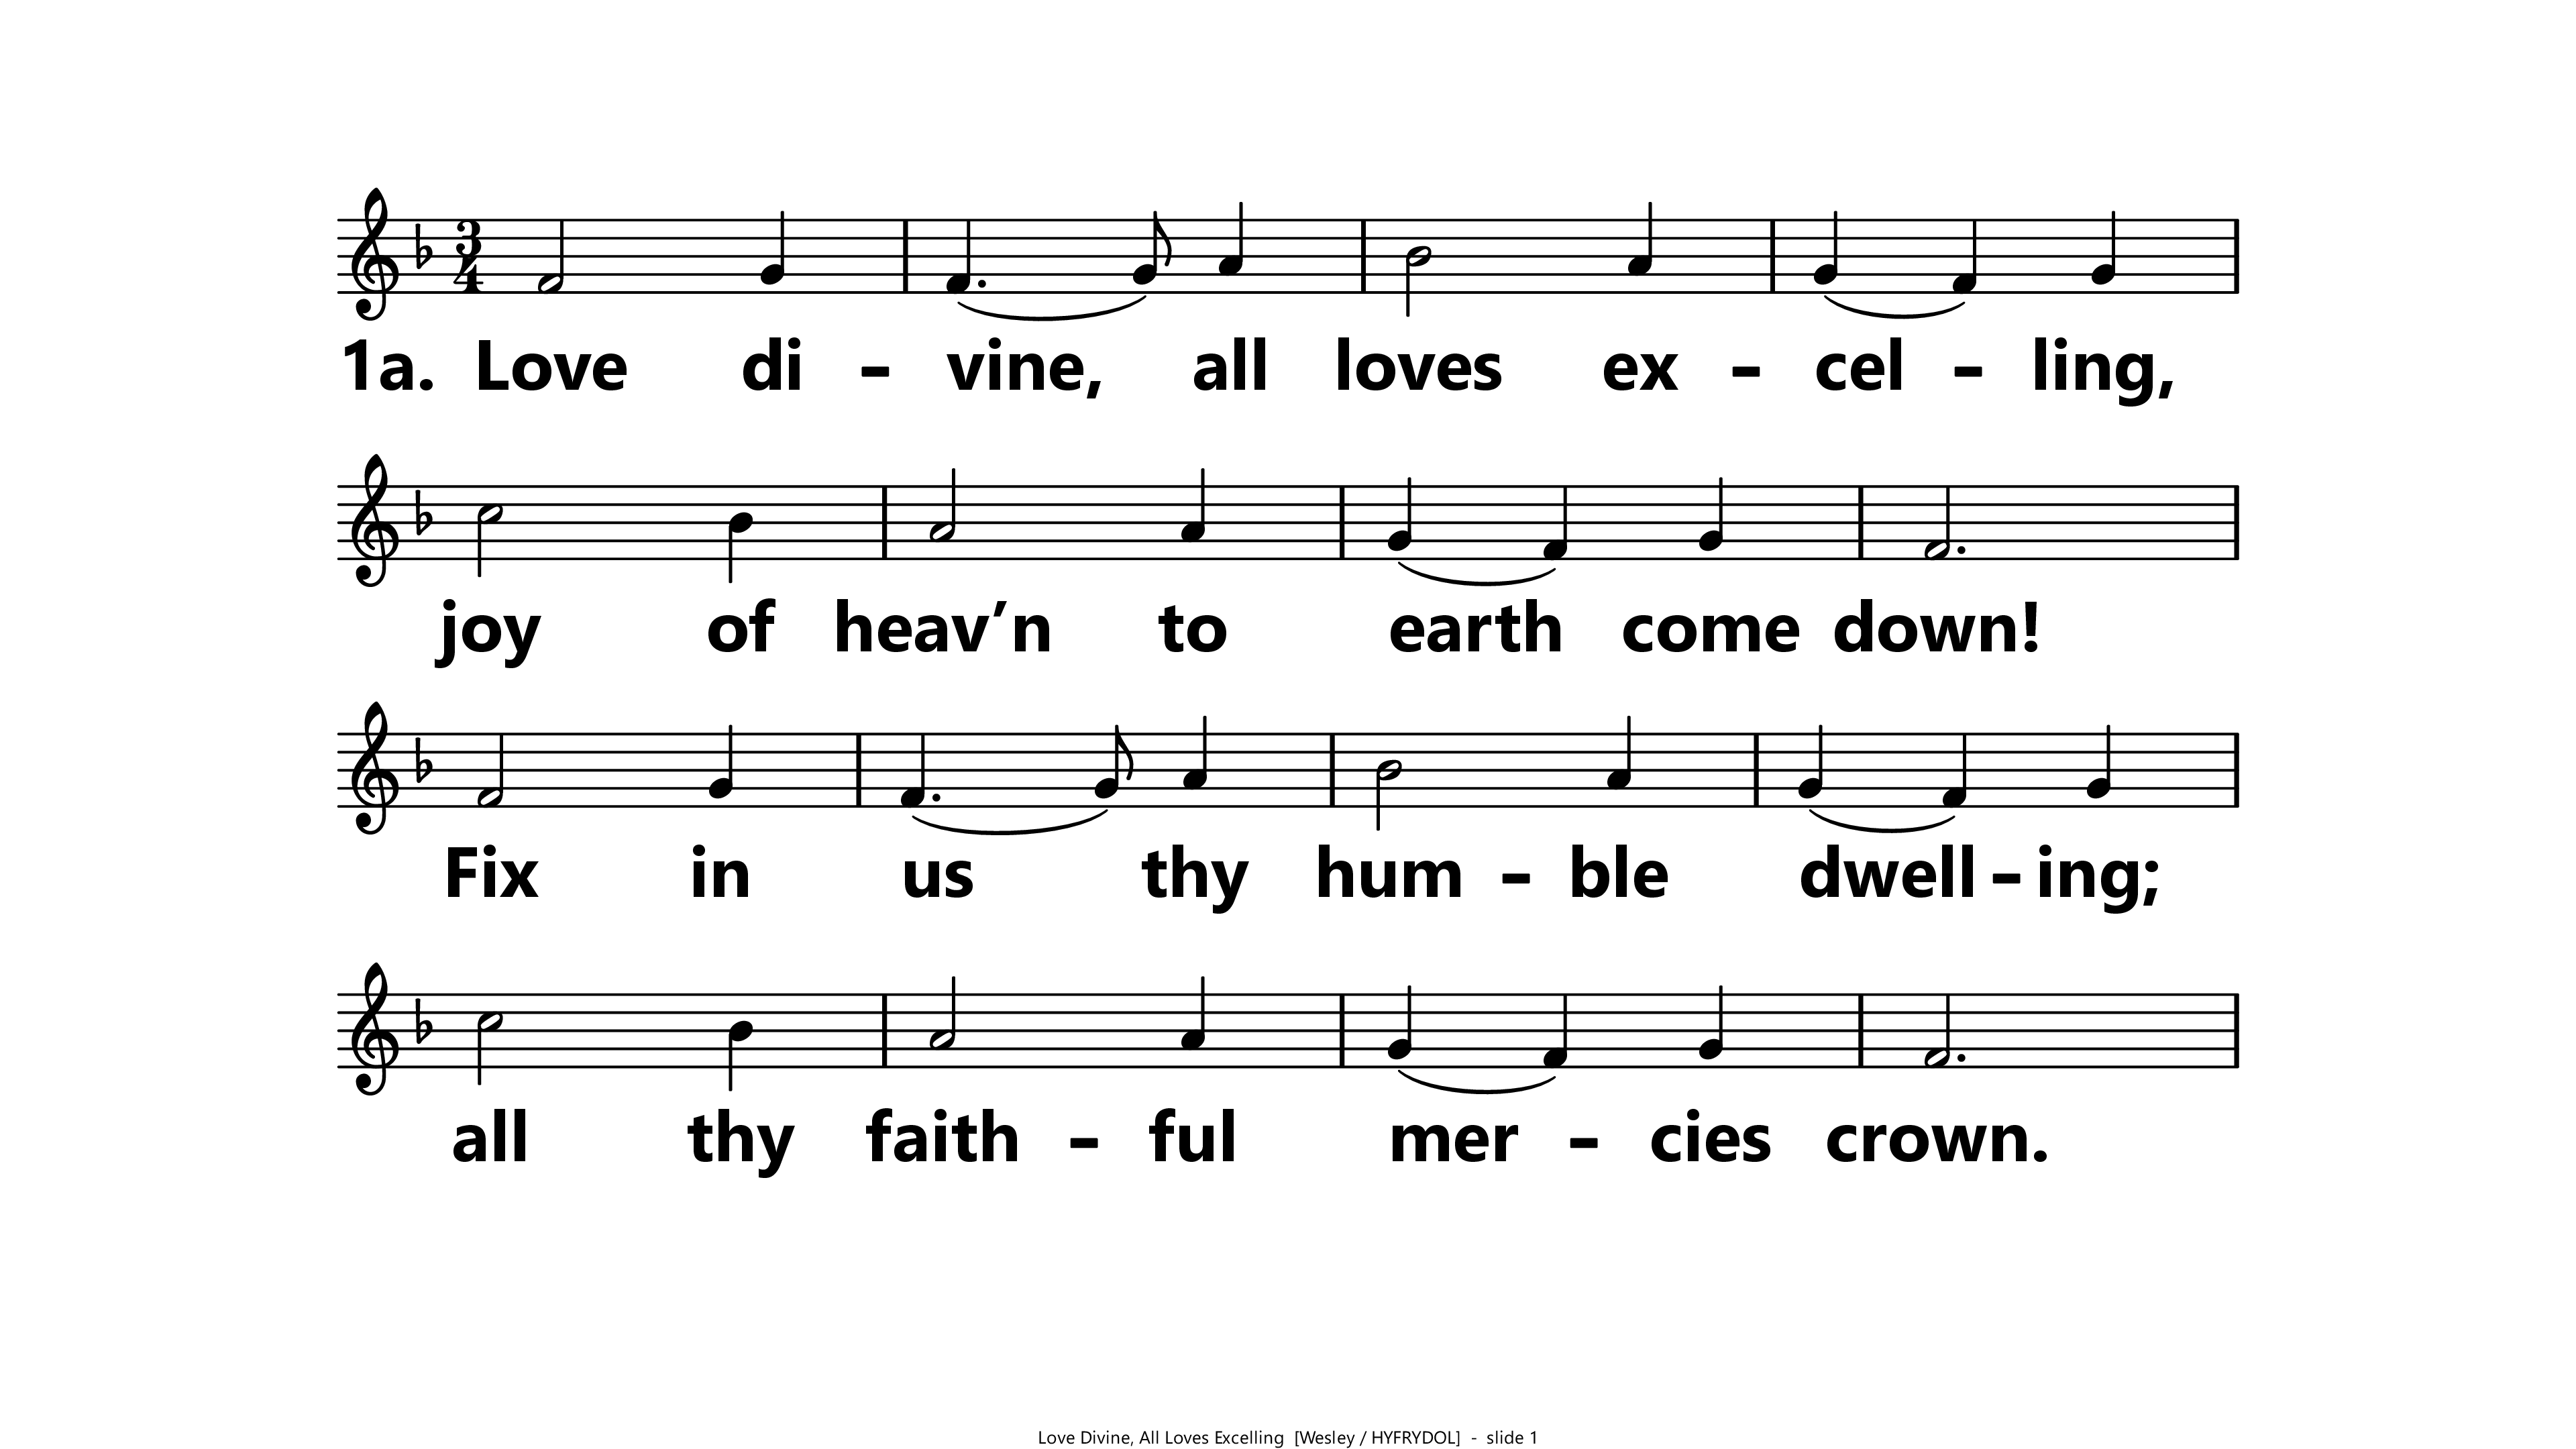 1a. Love di - vine, all loves ex - cel - ling,
joy of heav’n to earth come down!
Fix in us thy hum - ble dwell - ing;
all thy faith - ful mer - cies crown.
Love Divine, All Loves Excelling [Wesley / HYFRYDOL] - slide 1